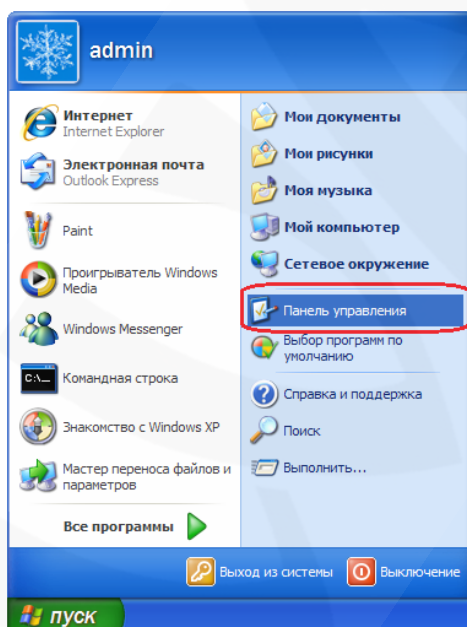 admin
Интернет
Internet Explorer
Электронная почта
Outlook Express
Paint
Проигрыватель Windows
Media
Windows Messenger
C:\_
Командная строка
Знакомство с Windows XP
Мастер переноса файлов и
параметров
Все программы
Мои документы
Мои рисунки
Моя музыка
Мой компьютер
Сетевое окружение
Панель управления
Выбор программ по
умолчанию
Справка и поддержка
Поиск
Выполнить...
Выход из системы
Выключение
пуск